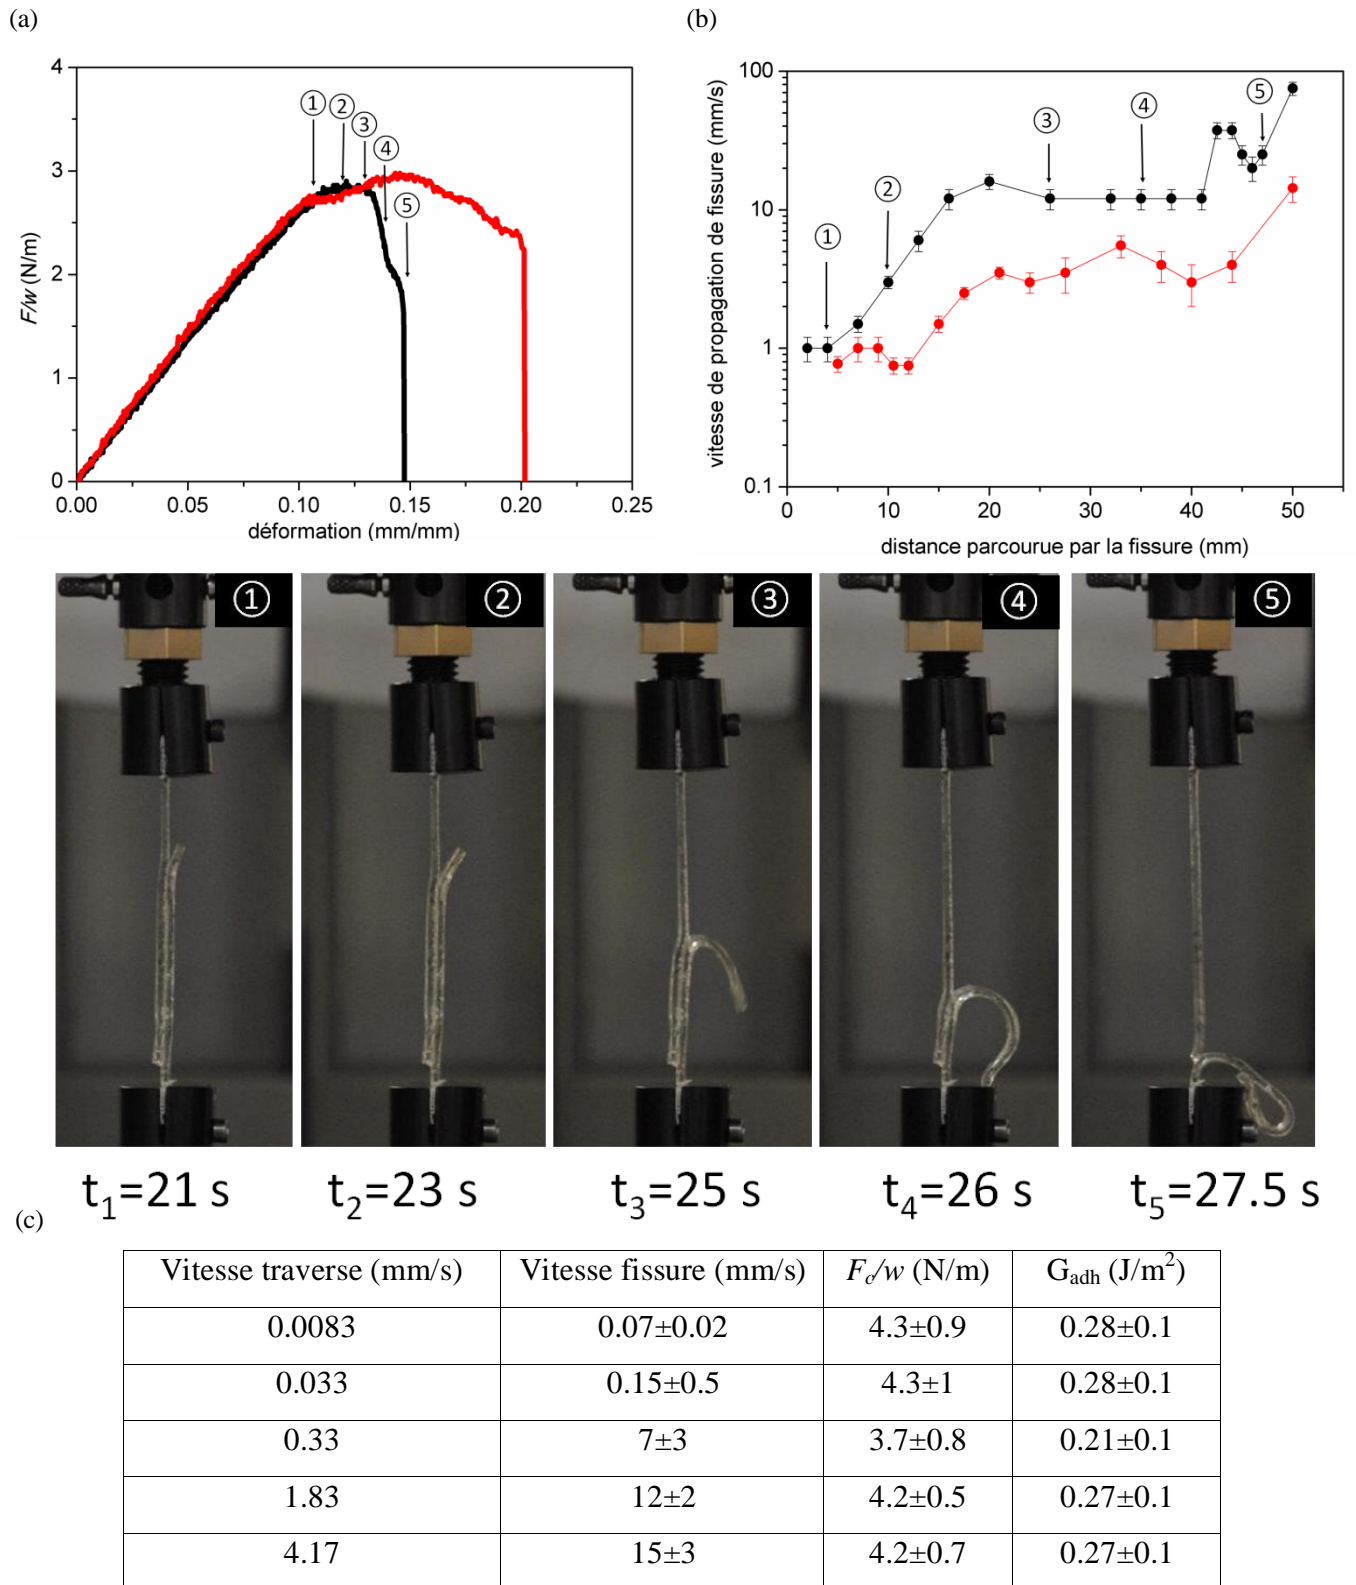 (a)
(b)
4
3
2
1
0
F/w (N/m)
① ② ③ ④ ⑤
0.00 0.05 0.10 0.15 0.20 0.25
déformation (mm/mm)
100
10
1
0.1
vitesse de propagation de fissure (mm/s)
① ② ③ ④ ⑤
0 10 20 30 40 50
distance parcourue par la fissure (mm)
① ② ③ ④ ⑤
t1=21 s t2=23 s t3=25 s t4=26 s t5=27.5 s
(c)
Vitesse traverse (mm/s) Vitesse fissure (mm/s) Fc/w (N/m) Gadh (J/m²)
0.0083 0.07±0.02 4.3±0.9 0.28±0.1
0.033 0.15±0.5 4.3±1 0.28±0.1
0.33 7±3 3.7±0.8 0.21±0.1
1.83 12±2 4.2±0.5 0.27±0.1
4.17 15±3 4.2±0.7 0.27±0.1